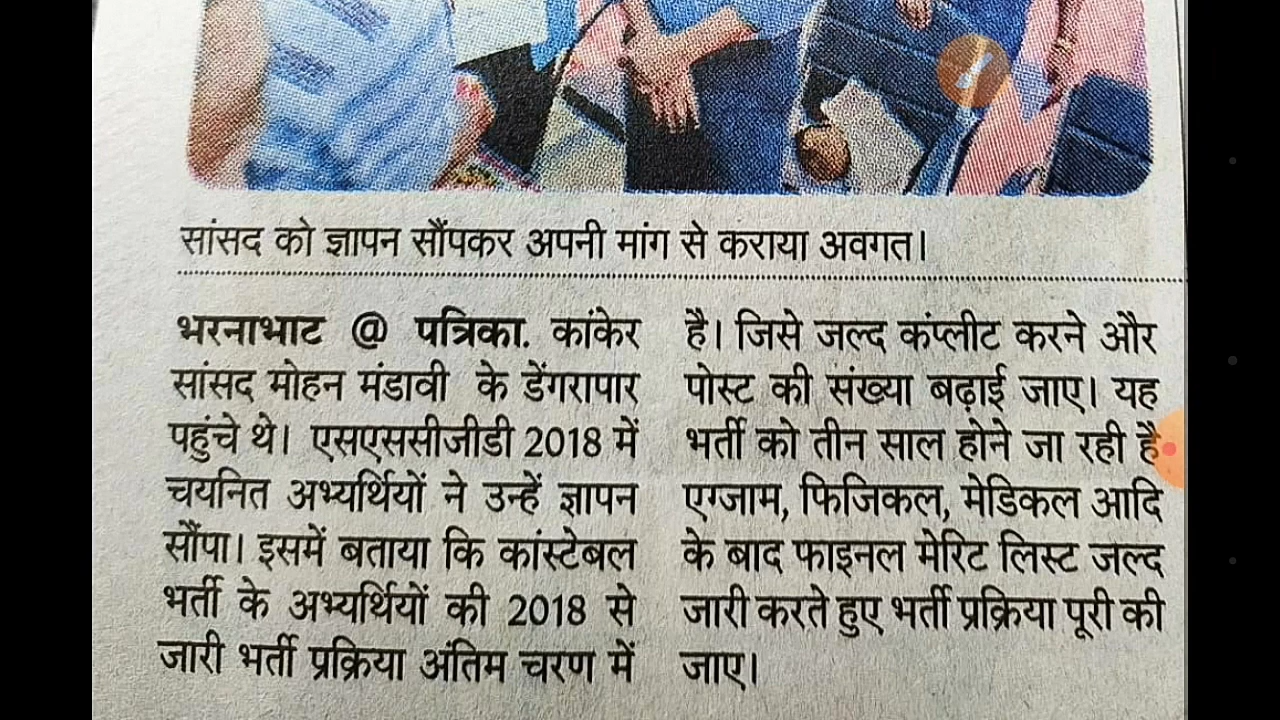 सांसद को ज्ञापन सौंपकर अपनी मांग से कराया अवगत।
भरनाभाट @ पत्रिका. कांकेर
सांसद मोहन मंडावी के डेंगरापार
पहुंचे थे। एसएससीजीडी 2018 में
चयनित अभ्यर्थियों ने उन्हें ज्ञापन
सौंपा। इसमें बताया कि कांस्टेबल
भर्ती के अभ्यर्थियों की 2018 से
जारी भर्ती प्रक्रिया अंतिम चरण में
है। जिसे जल्द कंप्लीट करने और
पोस्ट की संख्या बढ़ाई जाए। यह
भर्ती को तीन साल होने जा रही है
एग्जाम, फिजिकल, मेडिकल आदि
के बाद फाइनल मेरिट लिस्ट जल्द
जारी करते हुए भर्ती प्रक्रिया पूरी की
जाए।